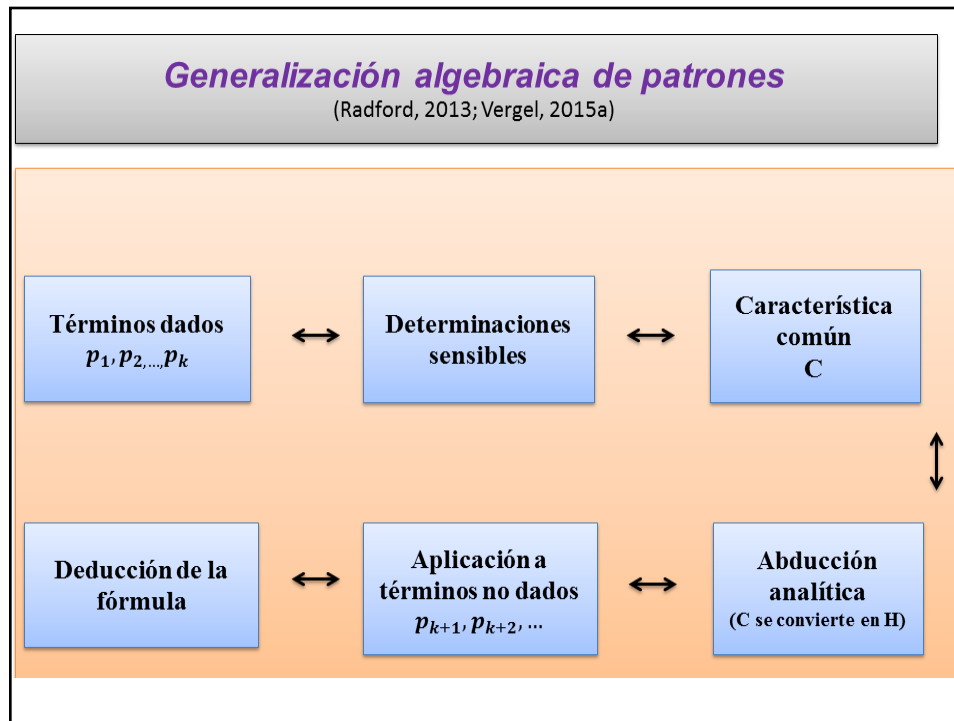 Generalización algebraica de patrones
(Radford, 2013; Vergel, 2015a)
Términos dados
p₁, p₂,...,pₖ
Determinaciones
sensibles
Característica
común
C
Deducción de la
fórmula
Aplicación a
términos no dados
pₖ₊₁, pₖ₊₂, ...
Abducción
analítica
(C se convierte en H)